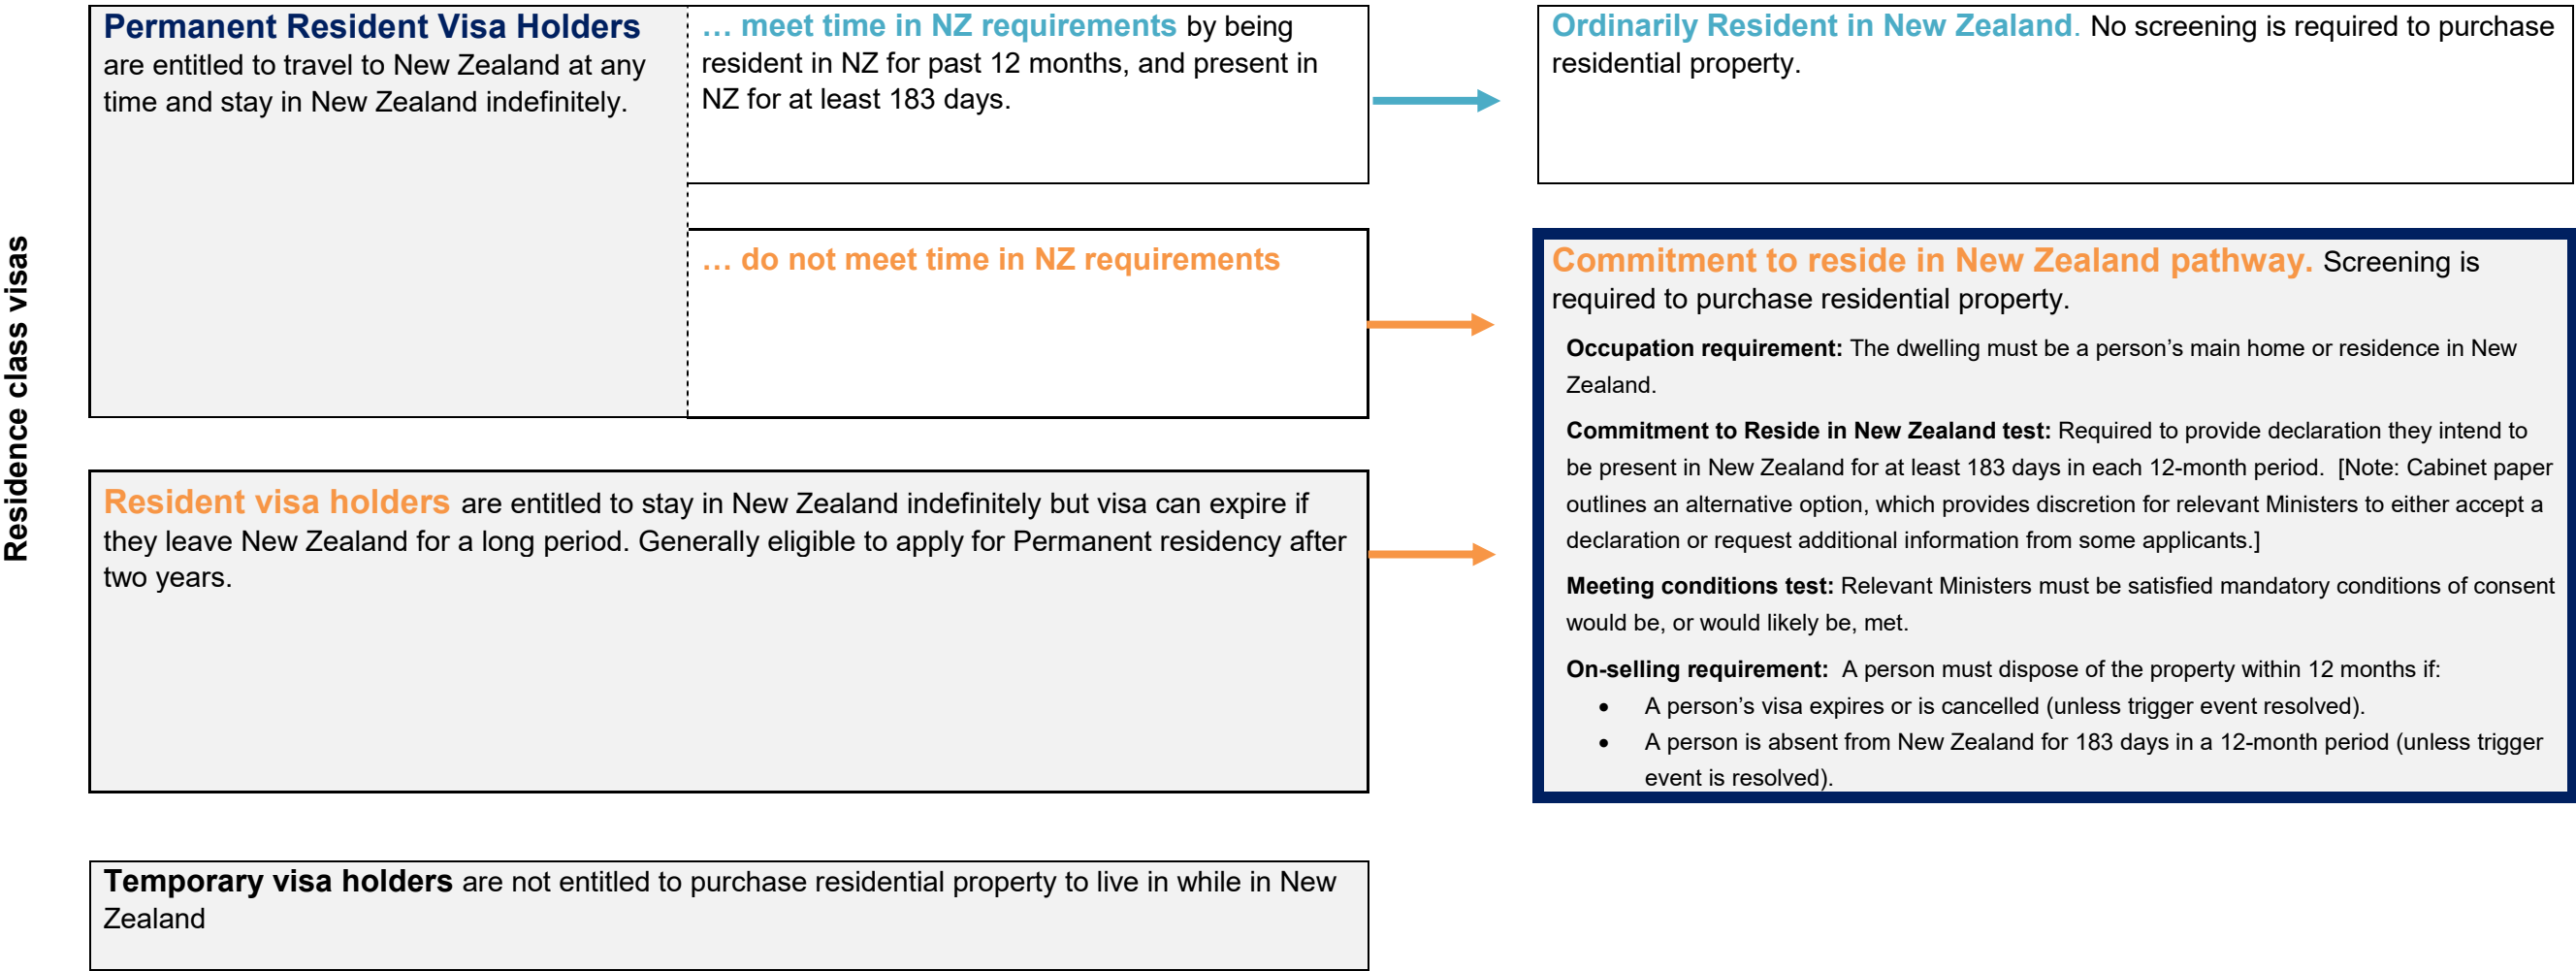 Residence class visas
Permanent Resident Visa Holders
are entitled to travel to New Zealand at any
time and stay in New Zealand indefinitely.
… meet time in NZ requirements by being
resident in NZ for past 12 months, and present in
NZ for at least 183 days.
Ordinarily Resident in New Zealand. No screening is required to purchase
residential property.
… do not meet time in NZ requirements
Commitment to reside in New Zealand pathway. Screening is
required to purchase residential property.
Occupation requirement: The dwelling must be a person’s main home or residence in New
Zealand.
Commitment to Reside in New Zealand test: Required to provide declaration they intend to
be present in New Zealand for at least 183 days in each 12-month period. [Note: Cabinet paper
outlines an alternative option, which provides discretion for relevant Ministers to either accept a
declaration or request additional information from some applicants.]
Meeting conditions test: Relevant Ministers must be satisfied mandatory conditions of consent
would be, or would likely be, met.
On-selling requirement: A person must dispose of the property within 12 months if:
• A person’s visa expires or is cancelled (unless trigger event resolved).
• A person is absent from New Zealand for 183 days in a 12-month period (unless trigger
event is resolved).
Resident visa holders are entitled to stay in New Zealand indefinitely but visa can expire if
they leave New Zealand for a long period. Generally eligible to apply for Permanent residency after
two years.
Temporary visa holders are not entitled to purchase residential property to live in while in New
Zealand